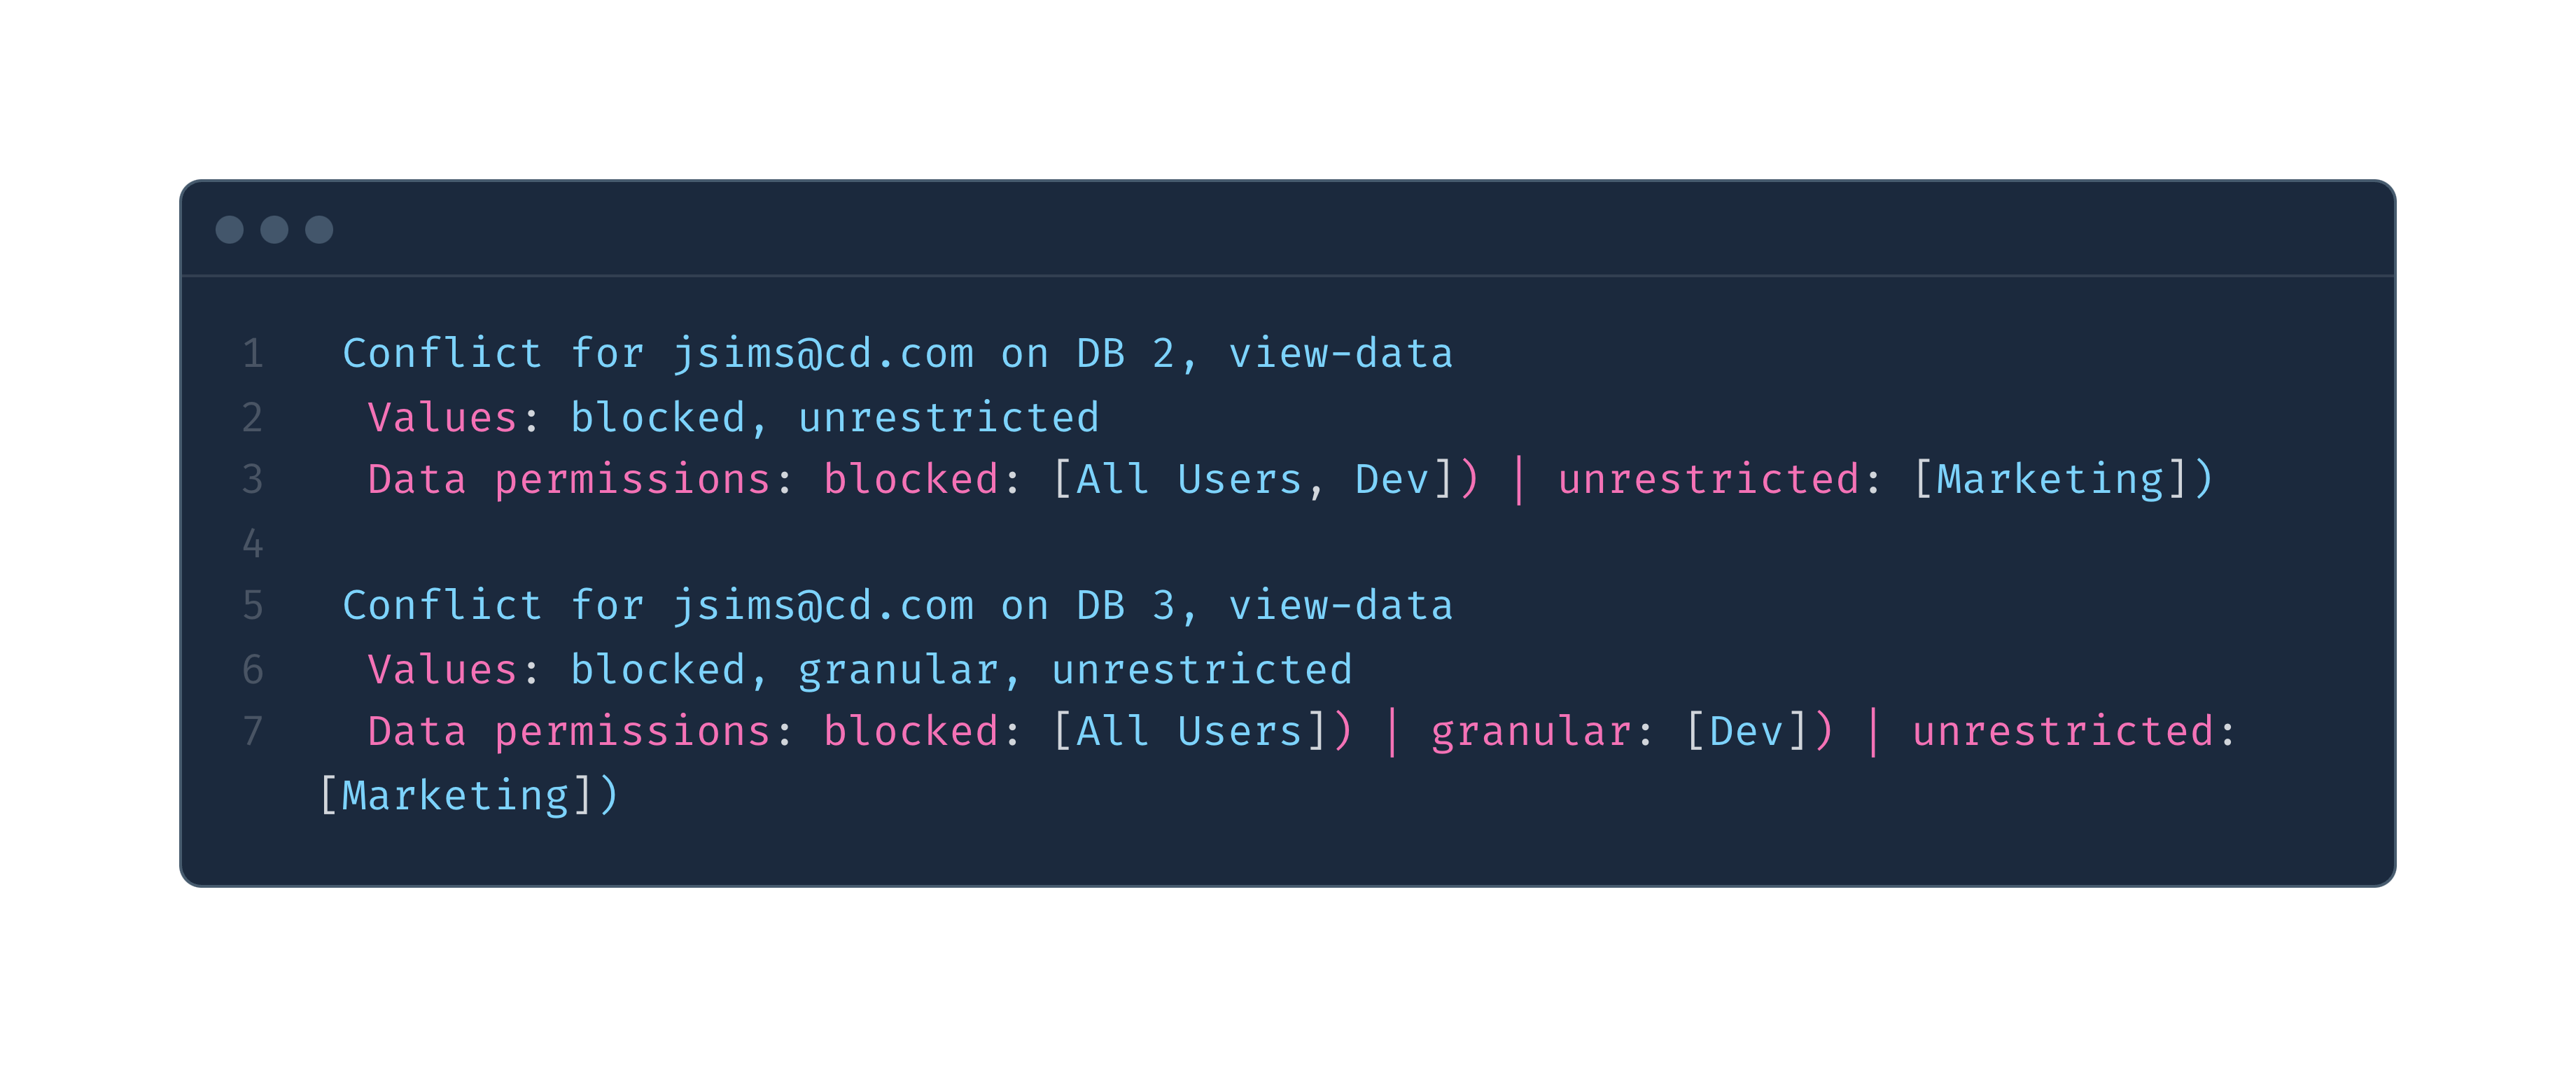 1 Conflict for jsims@cd.com on DB 2, view-data
2 Values: blocked, unrestricted
3 Data permissions: blocked: [All Users, Dev]) | unrestricted: [Marketing])
4
5 Conflict for jsims@cd.com on DB 3, view-data
6 Values: blocked, granular, unrestricted
7 Data permissions: blocked: [All Users]) | granular: [Dev]) | unrestricted:
[Marketing])